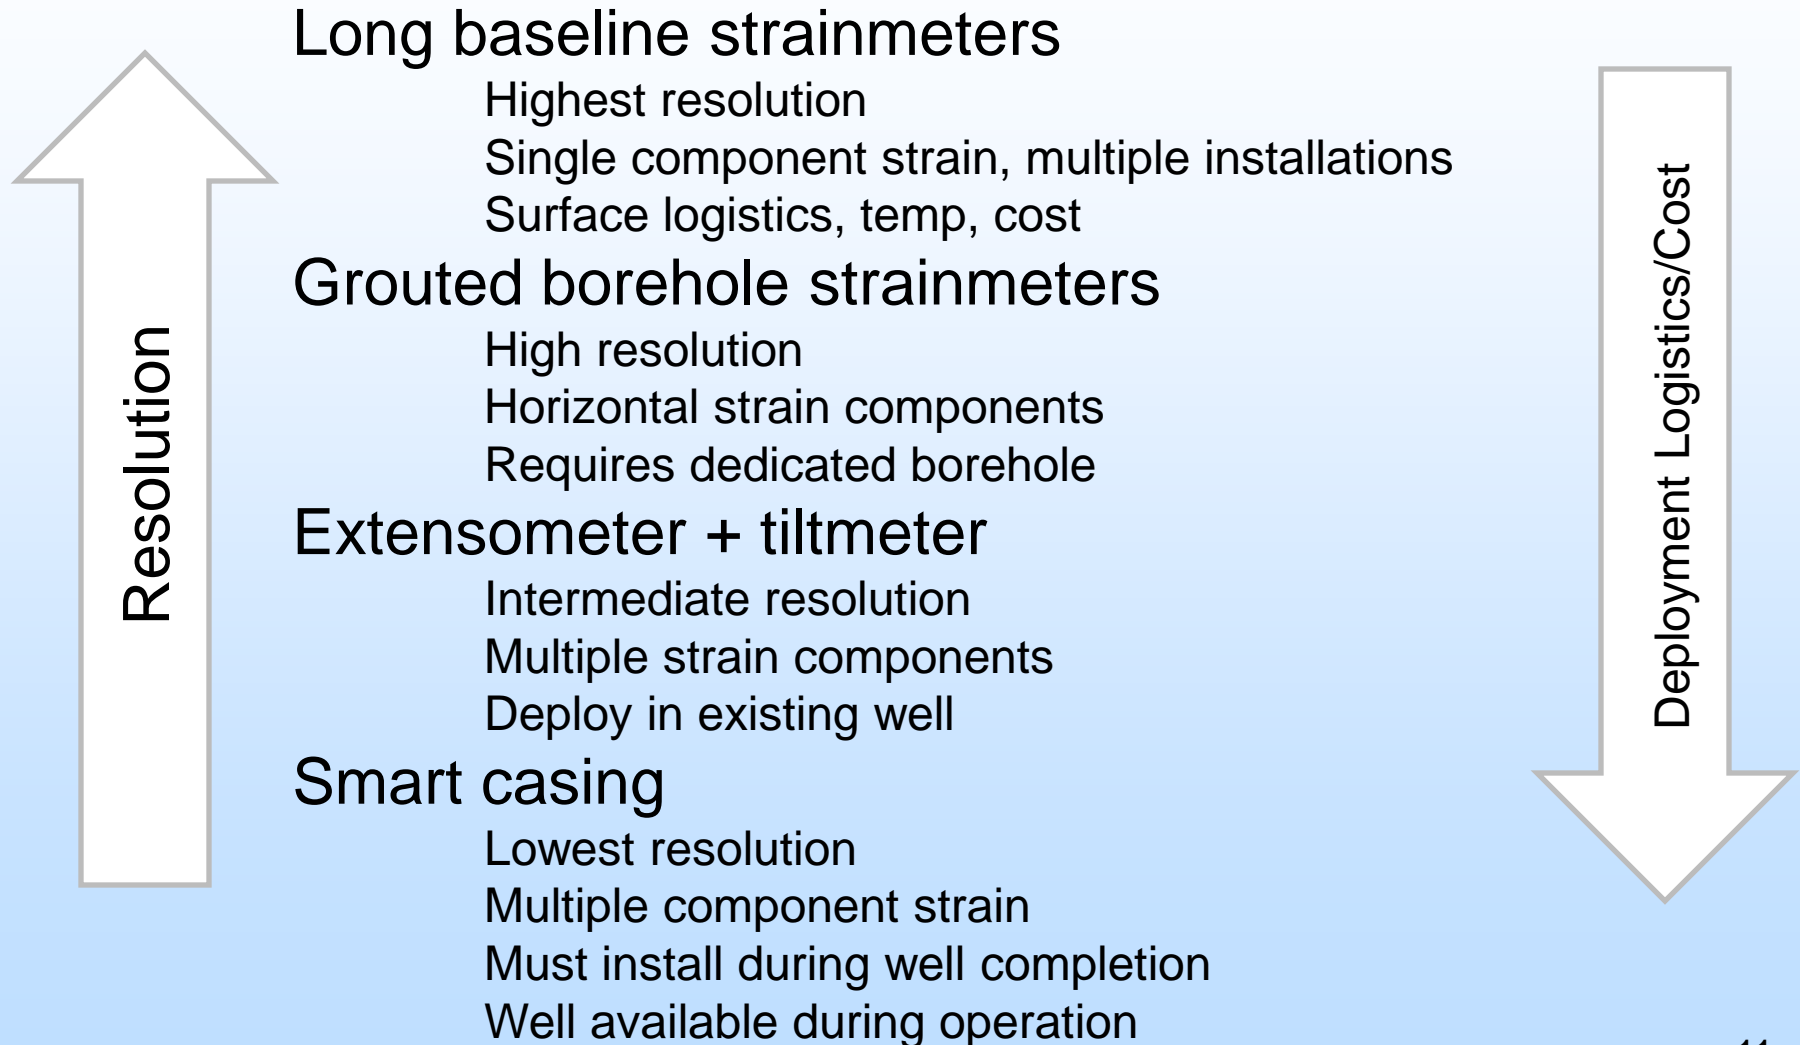 Long baseline strainmeters
Highest resolution
Single component strain, multiple installations
Surface logistics, temp, cost
Grouted borehole strainmeters
High resolution
Horizontal strain components
Requires dedicated borehole
Extensometer + tiltmeter
Intermediate resolution
Multiple strain components
Deploy in existing well
Smart casing
Lowest resolution
Multiple component strain
Must install during well completion
Well available during operation
Resolution
Deployment Logistics/Cost